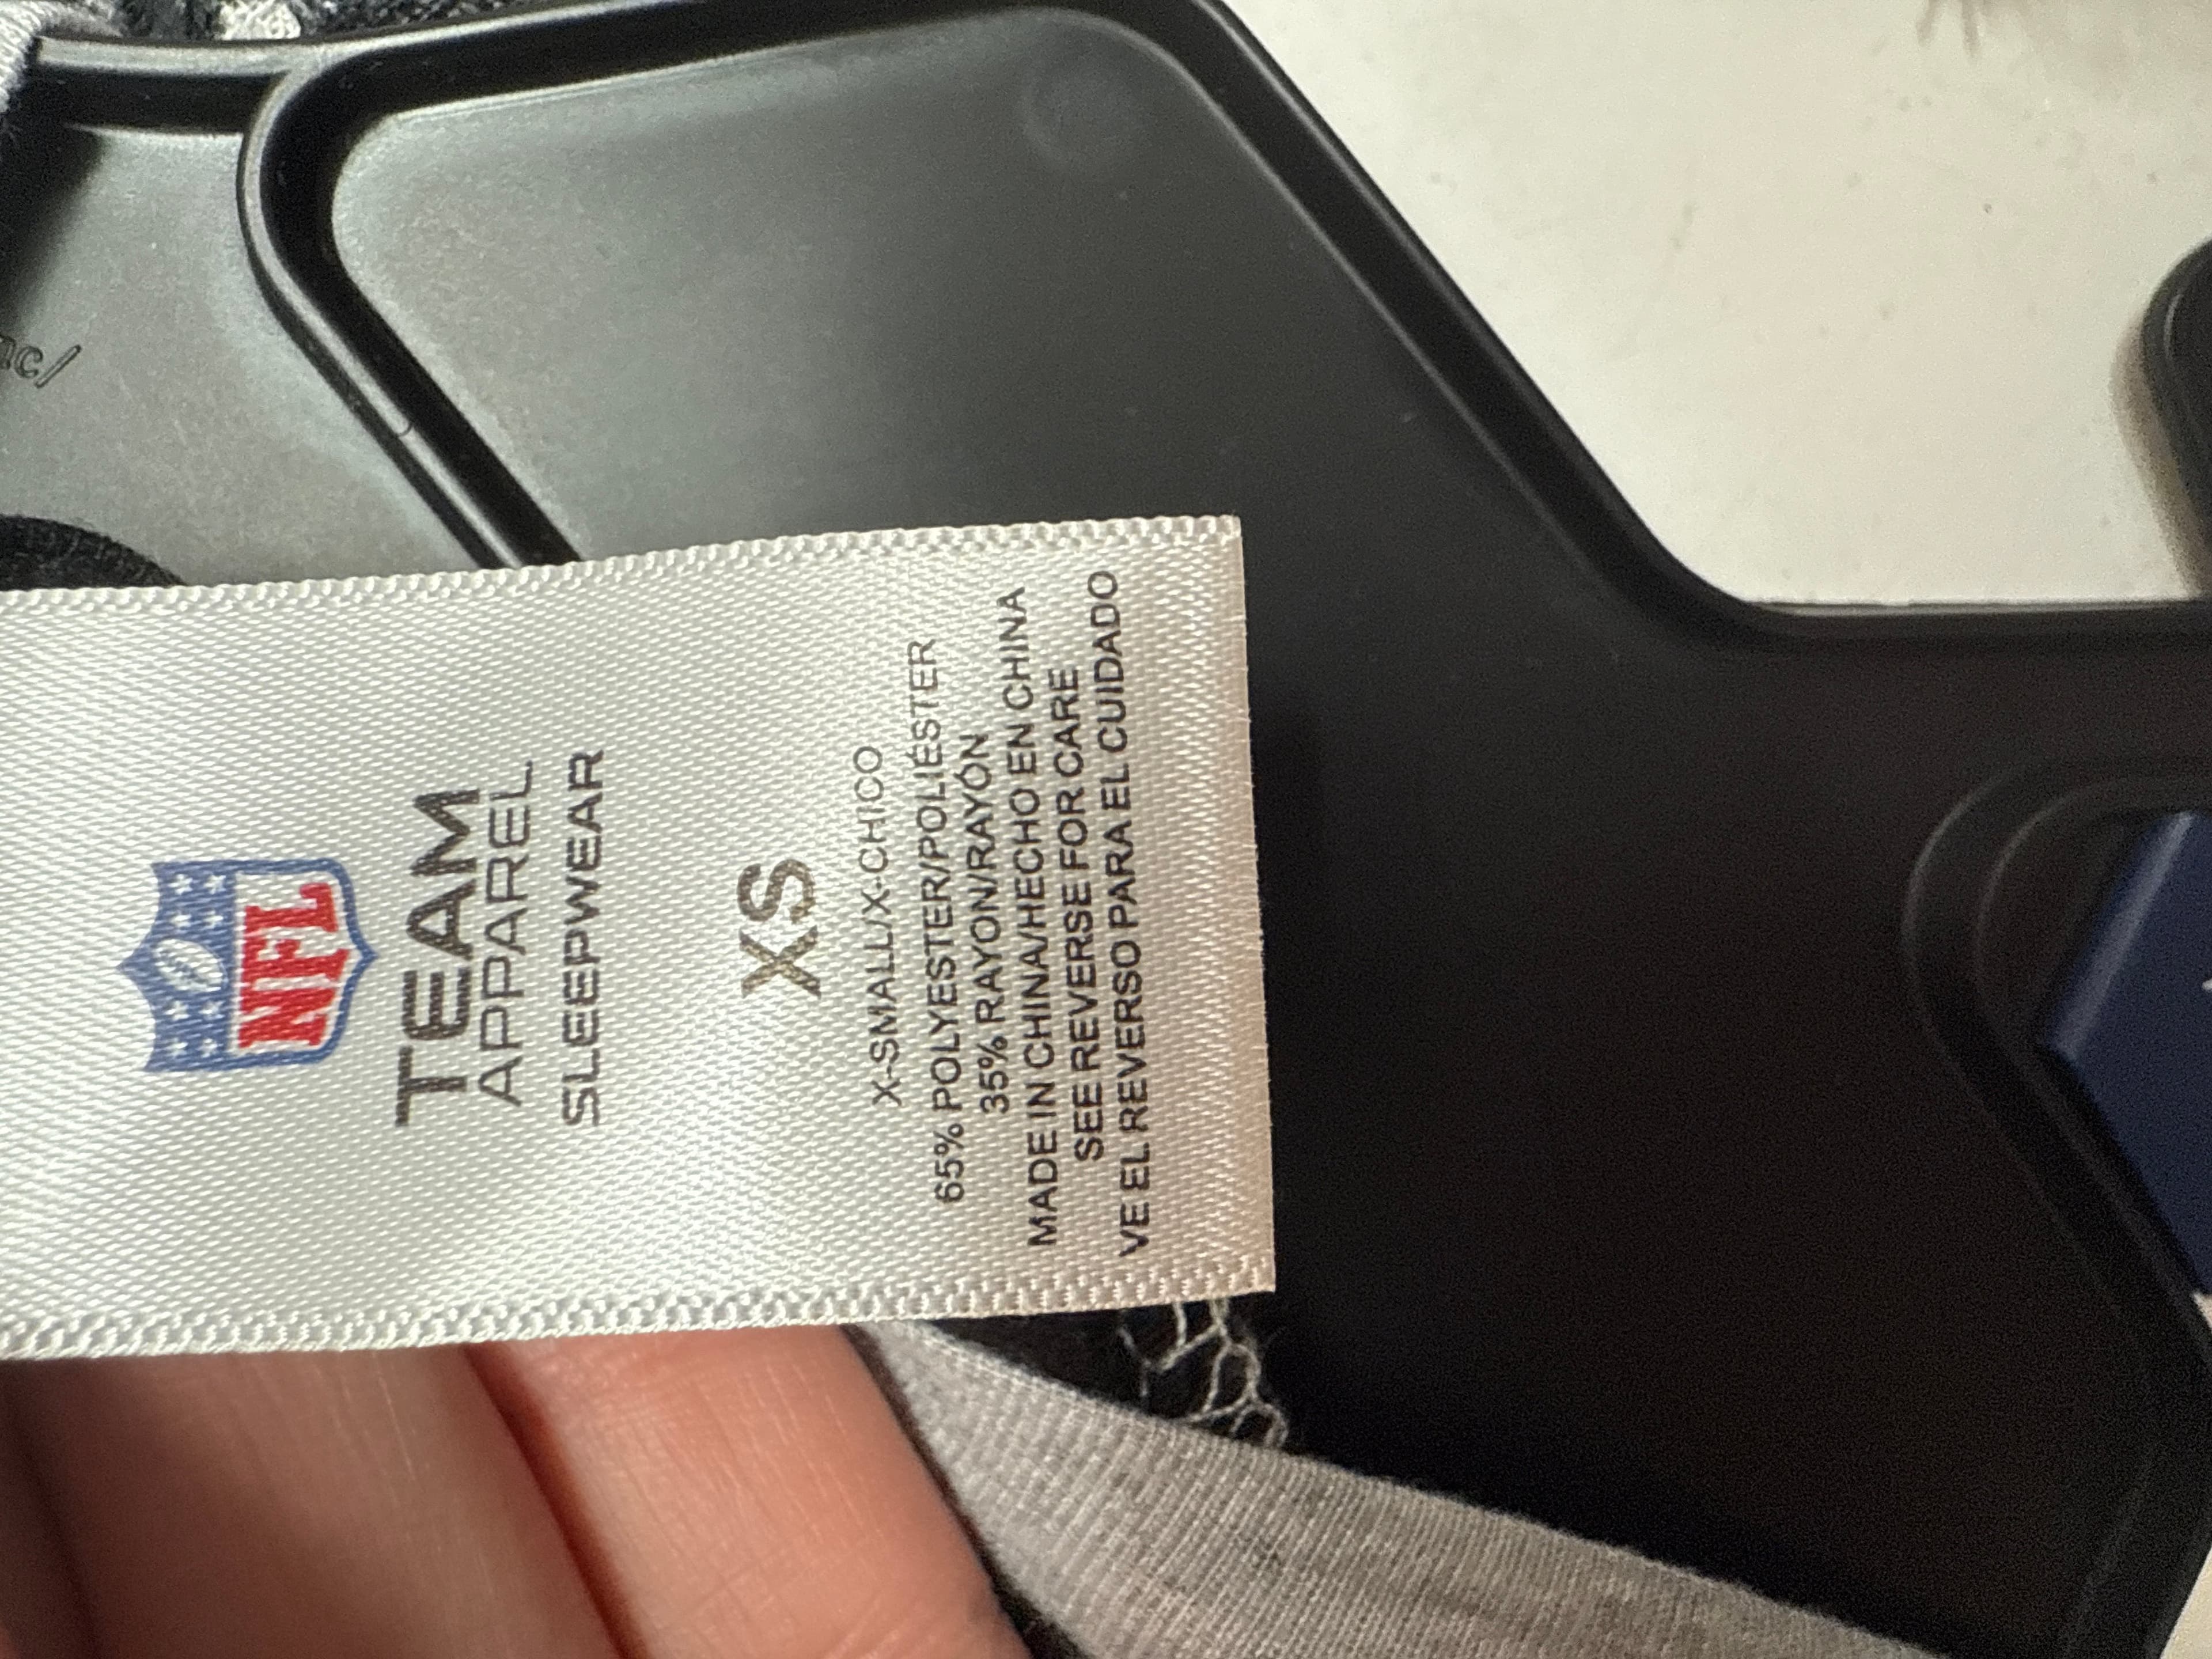 NFL
TEAM
APPAREL
SLEEPWEAR
XS
X-SMALL/X-CHICO
65% POLYESTER/POLIÉSTER
35% RAYON/RAYÓN
MADE IN CHINA/HECHO EN CHINA
SEE REVERSE FOR CARE
VE EL REVERSO PARA EL CUIDADO